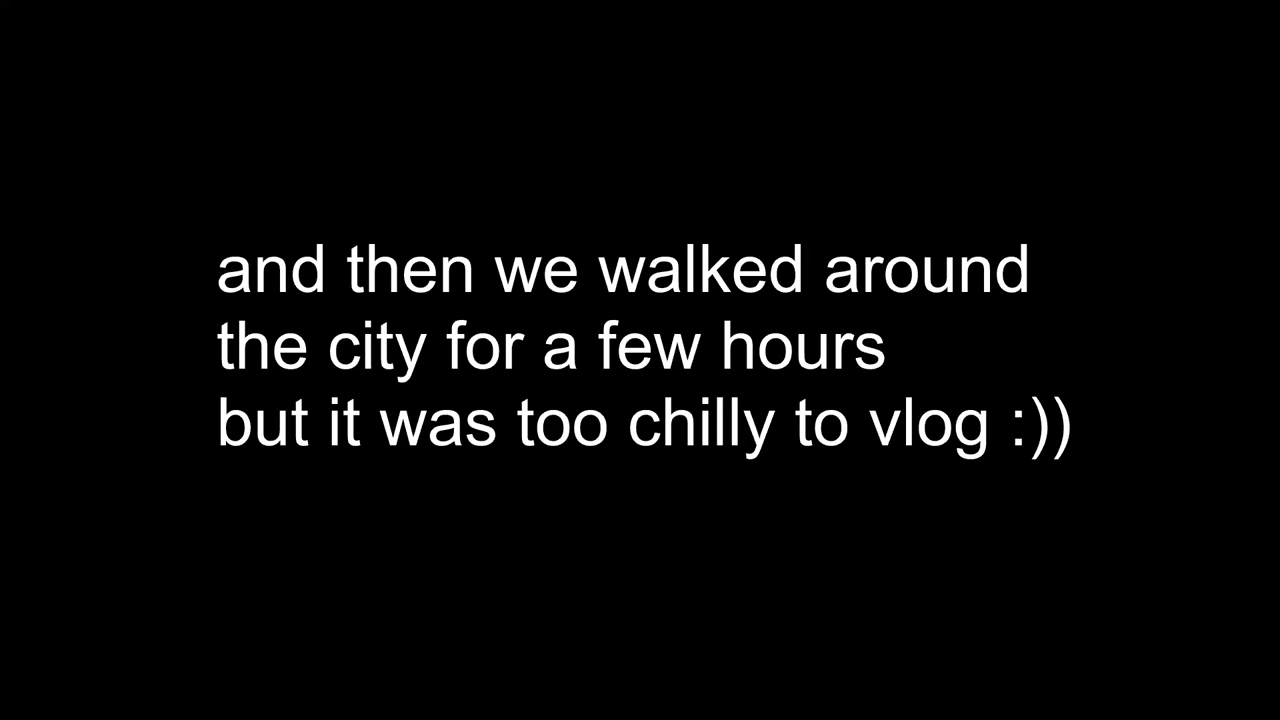 and then we walked around
the city for a few hours
but it was too chilly to vlog :))